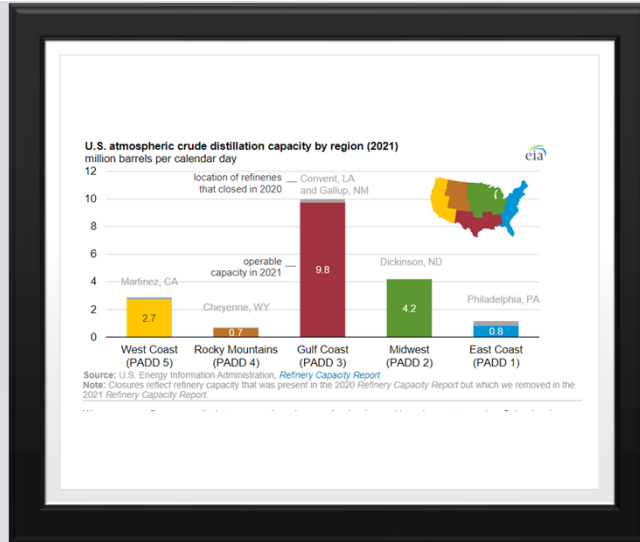 U.S. atmospheric crude distillation capacity by region (2021)
million barrels per calendar day
eia
12
10
8
6
4
2
0
location of refineries
that closed in 2020
Convent, LA
and Gallup, NM
operable
capacity in 2021
Martinez, CA
Cheyenne, WY
Dickinson, ND
Philadelphia, PA
2.7
0.7
9.8
4.2
0.8
West Coast
(PADD 5)
Rocky Mountains
(PADD 4)
Gulf Coast
(PADD 3)
Midwest
(PADD 2)
East Coast
(PADD 1)
Source: U.S. Energy Information Administration, Refinery Capacity Report
Note: Closures reflect refinery capacity that was present in the 2020 Refinery Capacity Report but which we removed in the
2021 Refinery Capacity Report.